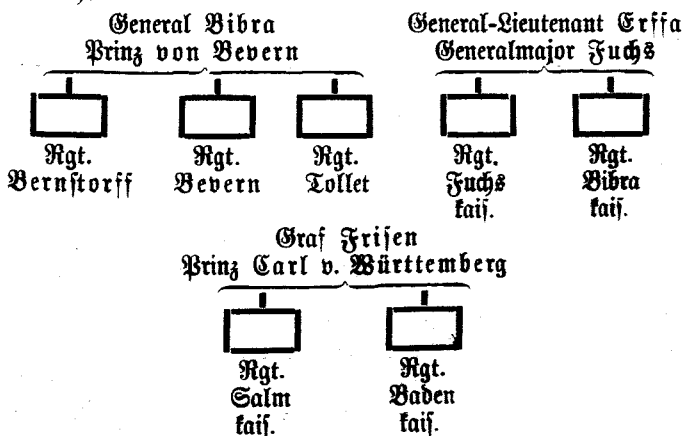 General Bibra
Prinz von Bevern
General-Lieutenant Erffa
Generalmajor Fuchs
Rgt.
Bernſtorff
Rgt.
Bevern
Rgt.
Tollet
Rgt.
Fuchs
kaiſ.
Rgt.
Bibra
kaiſ.
Graf Friſen
Prinz Carl v. Württemberg
Rgt.
Salm
kaiſ.
Rgt.
Baden
kaiſ.